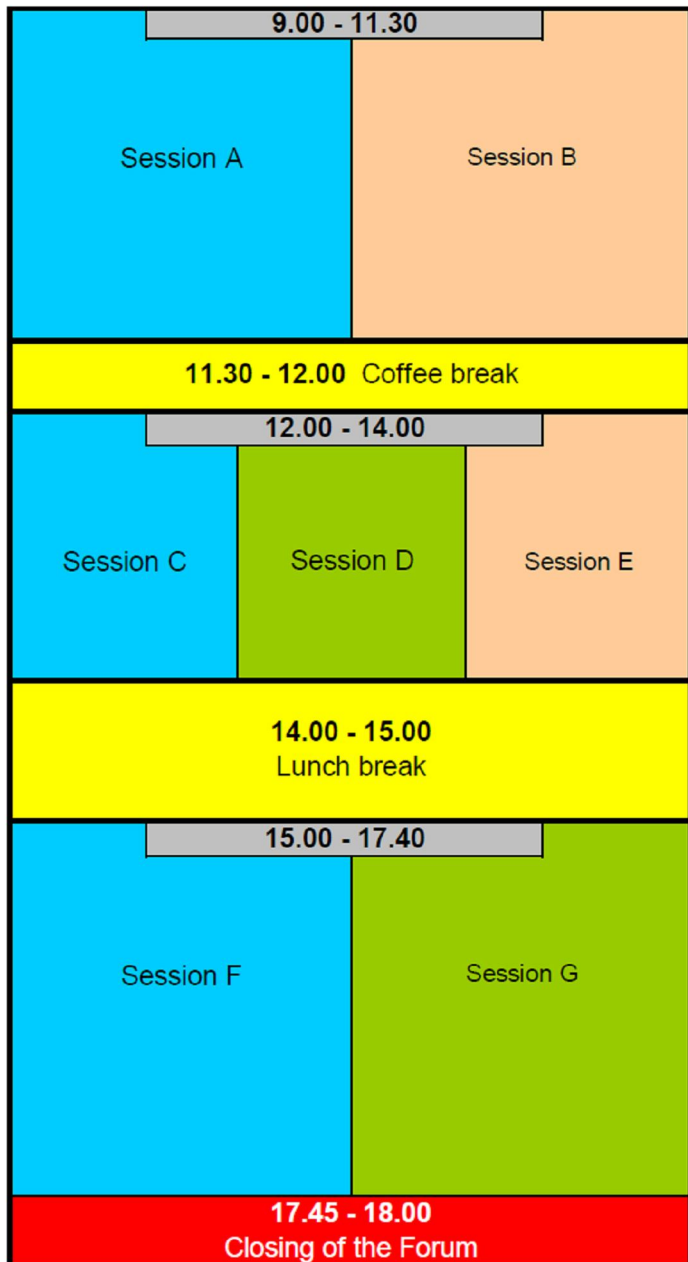 9.00 - 11.30
Session A
Session B
11.30 - 12.00 Coffee break
12.00 - 14.00
Session C
Session D
Session E
14.00 - 15.00
Lunch break
15.00 - 17.40
Session F
Session G
17.45 - 18.00
Closing of the Forum